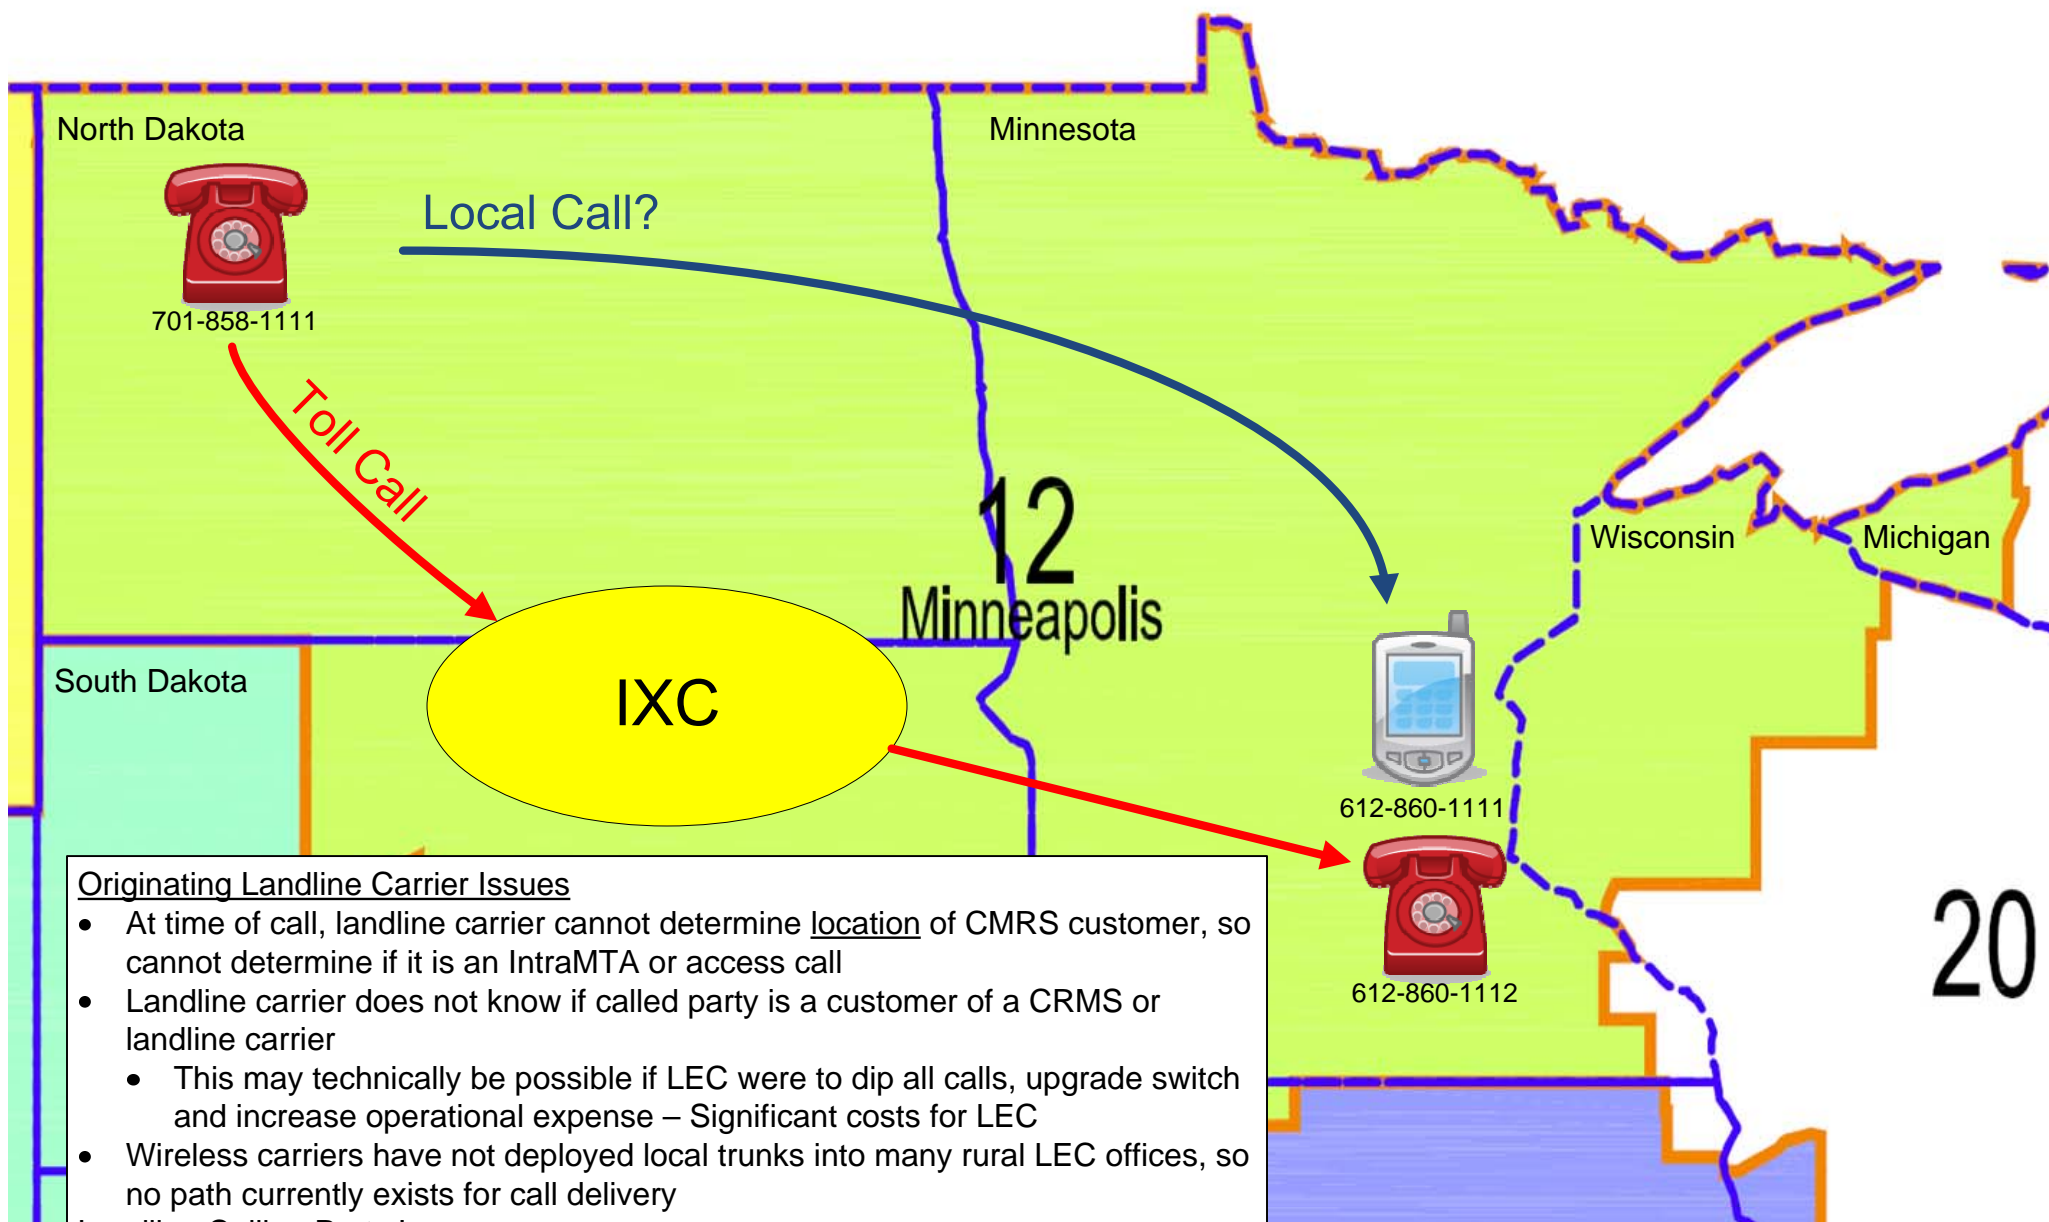 North Dakota
Minnesota
Local Call?
701-858-1111
Toll Call
12
Minneapolis
Wisconsin
Michigan
South Dakota
IXC
612-860-1111
612-860-1112
20
Originating Landline Carrier Issues
• At time of call, landline carrier cannot determine location of CMRS customer, so
cannot determine if it is an IntraMTA or access call
• Landline carrier does not know if called party is a customer of a CRMS or
landline carrier
• This may technically be possible if LEC were to dip all calls, upgrade switch
and increase operational expense – Significant costs for LEC
• Wireless carriers have not deployed local trunks into many rural LEC offices, so
no path currently exists for call delivery